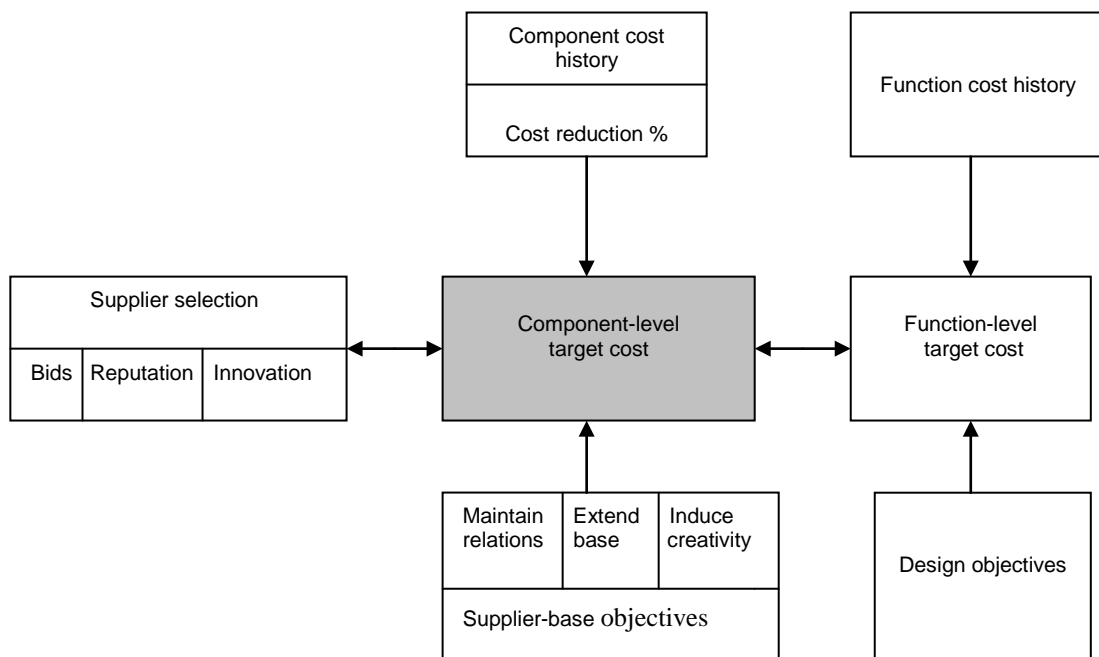 Component cost
history
Cost reduction %
Function cost history
Supplier selection
Bids
Reputation
Innovation
Component-level
target cost
Function-level
target cost
Maintain
relations
Extend
base
Induce
creativity
Supplier-base objectives
Design objectives